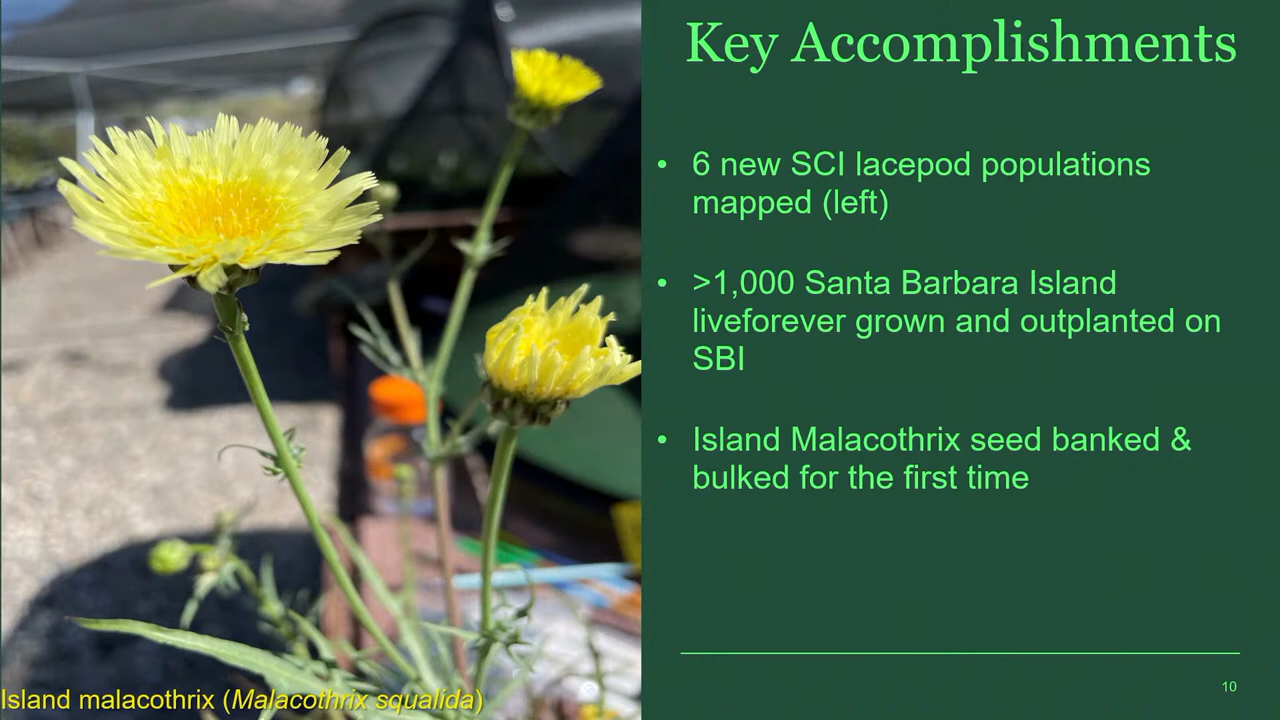 Key Accomplishments
• 6 new SCI lacepod populations
mapped (left)
• >1,000 Santa Barbara Island
liveforever grown and outplanted on
SBI
• Island Malacothrix seed banked &
bulked for the first time
Island malacothrix (Malacothrix squalida)
10